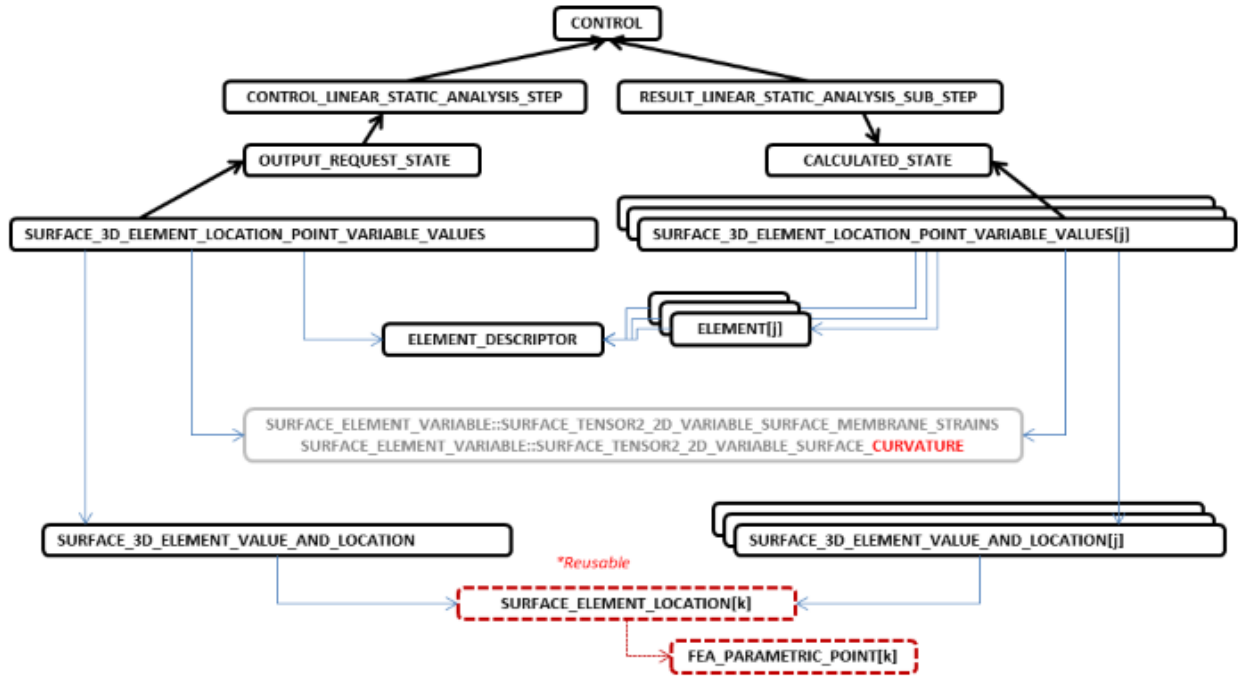 CONTROL
CONTROL_LINEAR_STATIC_ANALYSIS_STEP
RESULT_LINEAR_STATIC_ANALYSIS_SUB_STEP
OUTPUT_REQUEST_STATE
CALCULATED_STATE
SURFACE_3D_ELEMENT_LOCATION_POINT_VARIABLE_VALUES
SURFACE_3D_ELEMENT_LOCATION_POINT_VARIABLE_VALUES[j]
ELEMENT[j]
ELEMENT_DESCRIPTOR
SURFACE_ELEMENT_VARIABLE::SURFACE_TENSOR2_2D_VARIABLE_SURFACE_MEMBRANE_STRAINS
SURFACE_ELEMENT_VARIABLE::SURFACE_TENSOR2_2D_VARIABLE_SURFACE_CURVATURE
SURFACE_3D_ELEMENT_VALUE_AND_LOCATION
SURFACE_3D_ELEMENT_VALUE_AND_LOCATION[j]
*Reusable
SURFACE_ELEMENT_LOCATION[k]
FEA_PARAMETRIC_POINT[k]